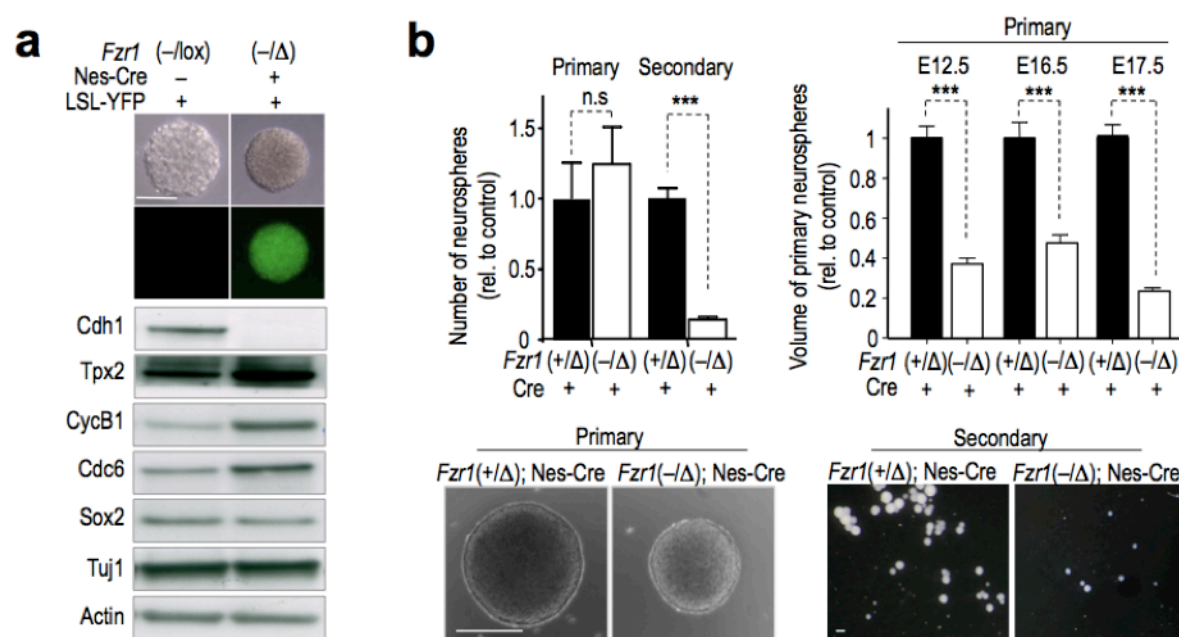 a
Fzr1 (–/lox) (–/Δ)
Nes-Cre – +
LSL-YFP + +
Cdh1
Tpx2
CycB1
Cdc6
Sox2
Tuj1
Actin
b
Primary Secondary
n.s ***
Number of neurospheres
(rel. to control)
1.5
1.0
0.5
0
Fzr1 (+/Δ) (–/Δ) (+/Δ) (–/Δ)
Cre + + + +
Primary
E12.5 E16.5 E17.5
*** *** ***
Volume of primary neurospheres
(rel. to control)
1
0.8
0.6
0.4
0.2
0
Fzr1 (+/Δ) (–/Δ) (+/Δ) (–/Δ) (+/Δ) (–/Δ)
Cre + + + + + +
Primary
Fzr1(+/Δ); Nes-Cre Fzr1(–/Δ); Nes-Cre
Secondary
Fzr1(+/Δ); Nes-Cre Fzr1(–/Δ); Nes-Cre